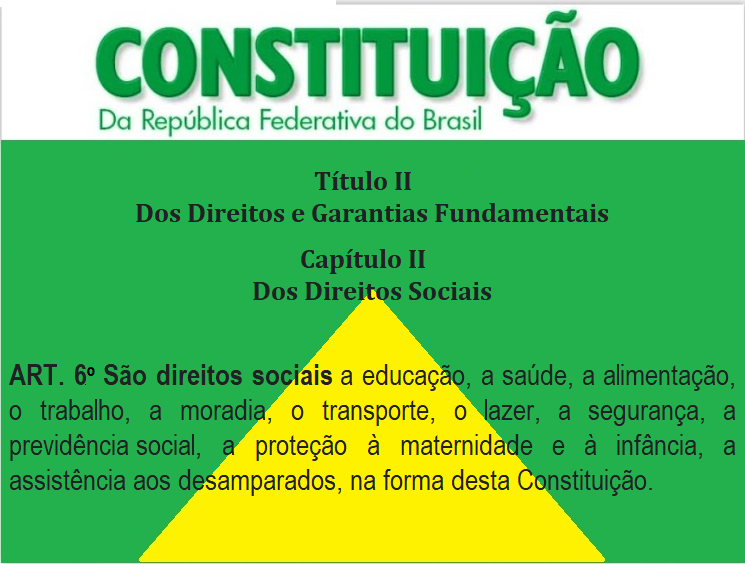 CONSTITUIÇÃO
Da República Federativa do Brasil
Título II
Dos Direitos e Garantias Fundamentais
Capítulo II
Dos Direitos Sociais
ART. 6º São direitos sociais a educação, a saúde, a alimentação,
o trabalho, a moradia, o transporte, o lazer, a segurança, a
previdência social, a proteção à maternidade e à infância, a
assistência aos desamparados, na forma desta Constituição.